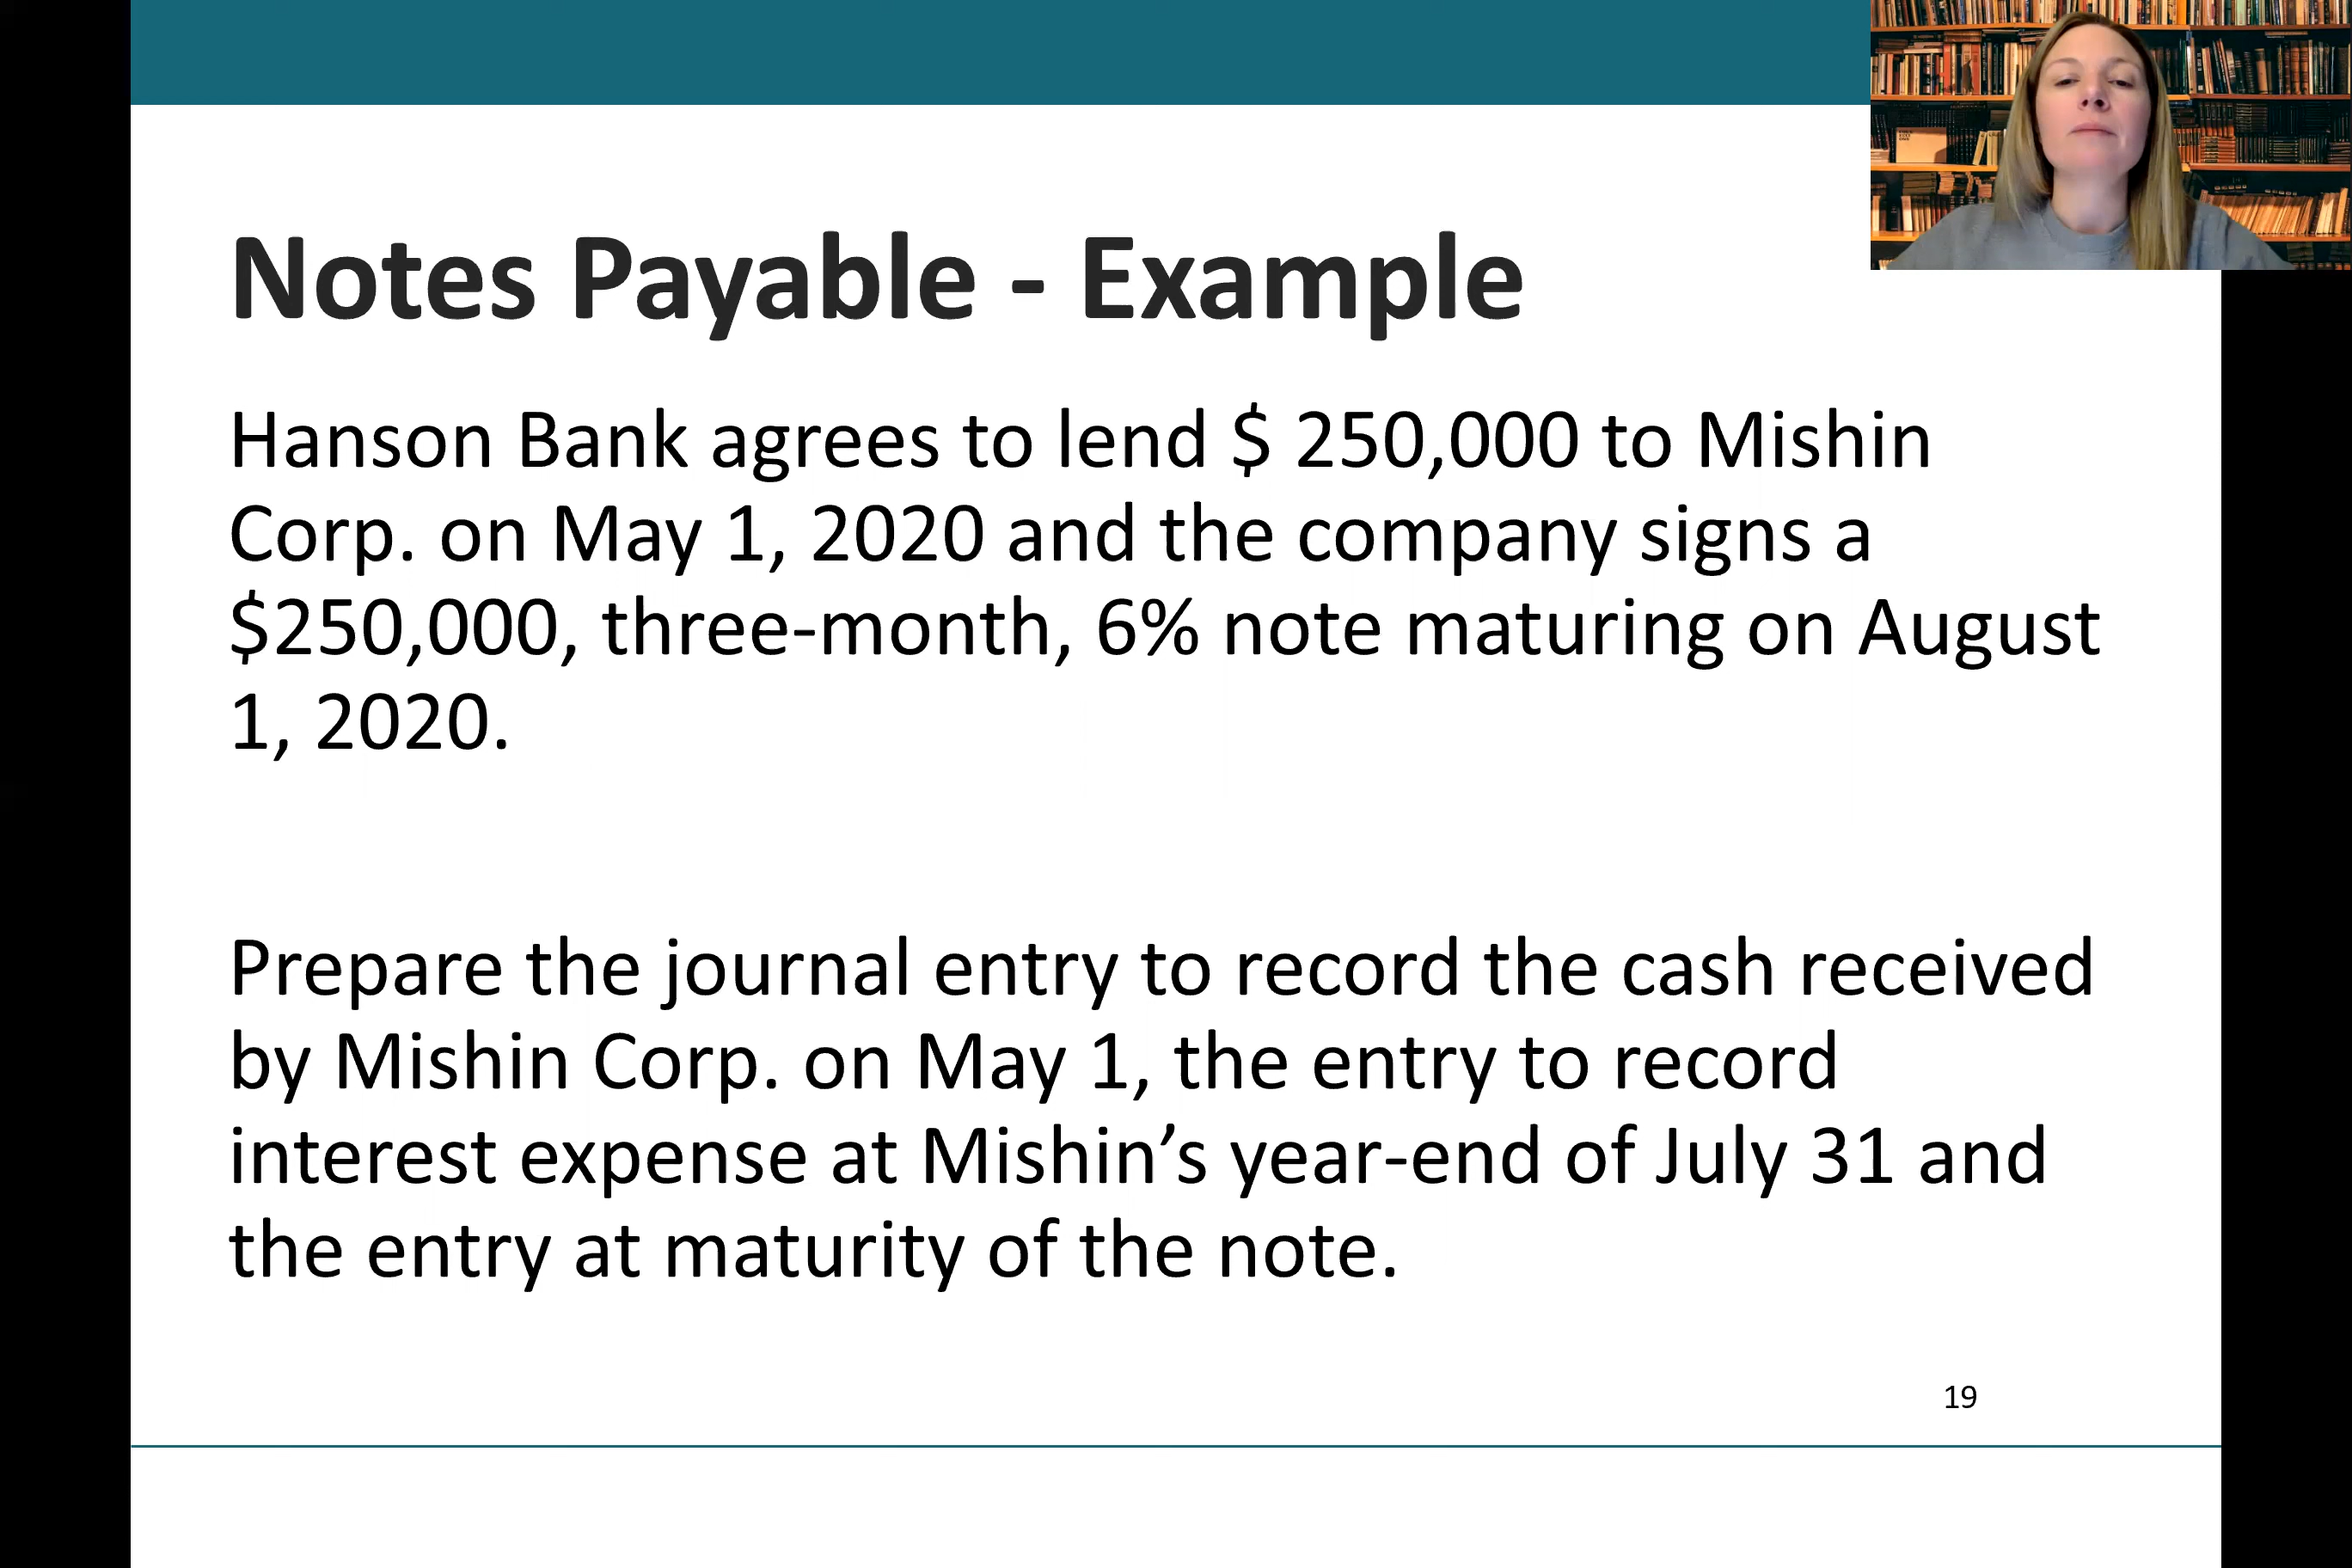 Notes Payable - Example
Hanson Bank agrees to lend $ 250,000 to Mishin
Corp. on May 1, 2020 and the company signs a
$250,000, three-month, 6% note maturing on August
1, 2020.
Prepare the journal entry to record the cash received
by Mishin Corp. on May 1, the entry to record
interest expense at Mishin’s year-end of July 31 and
the entry at maturity of the note.
19